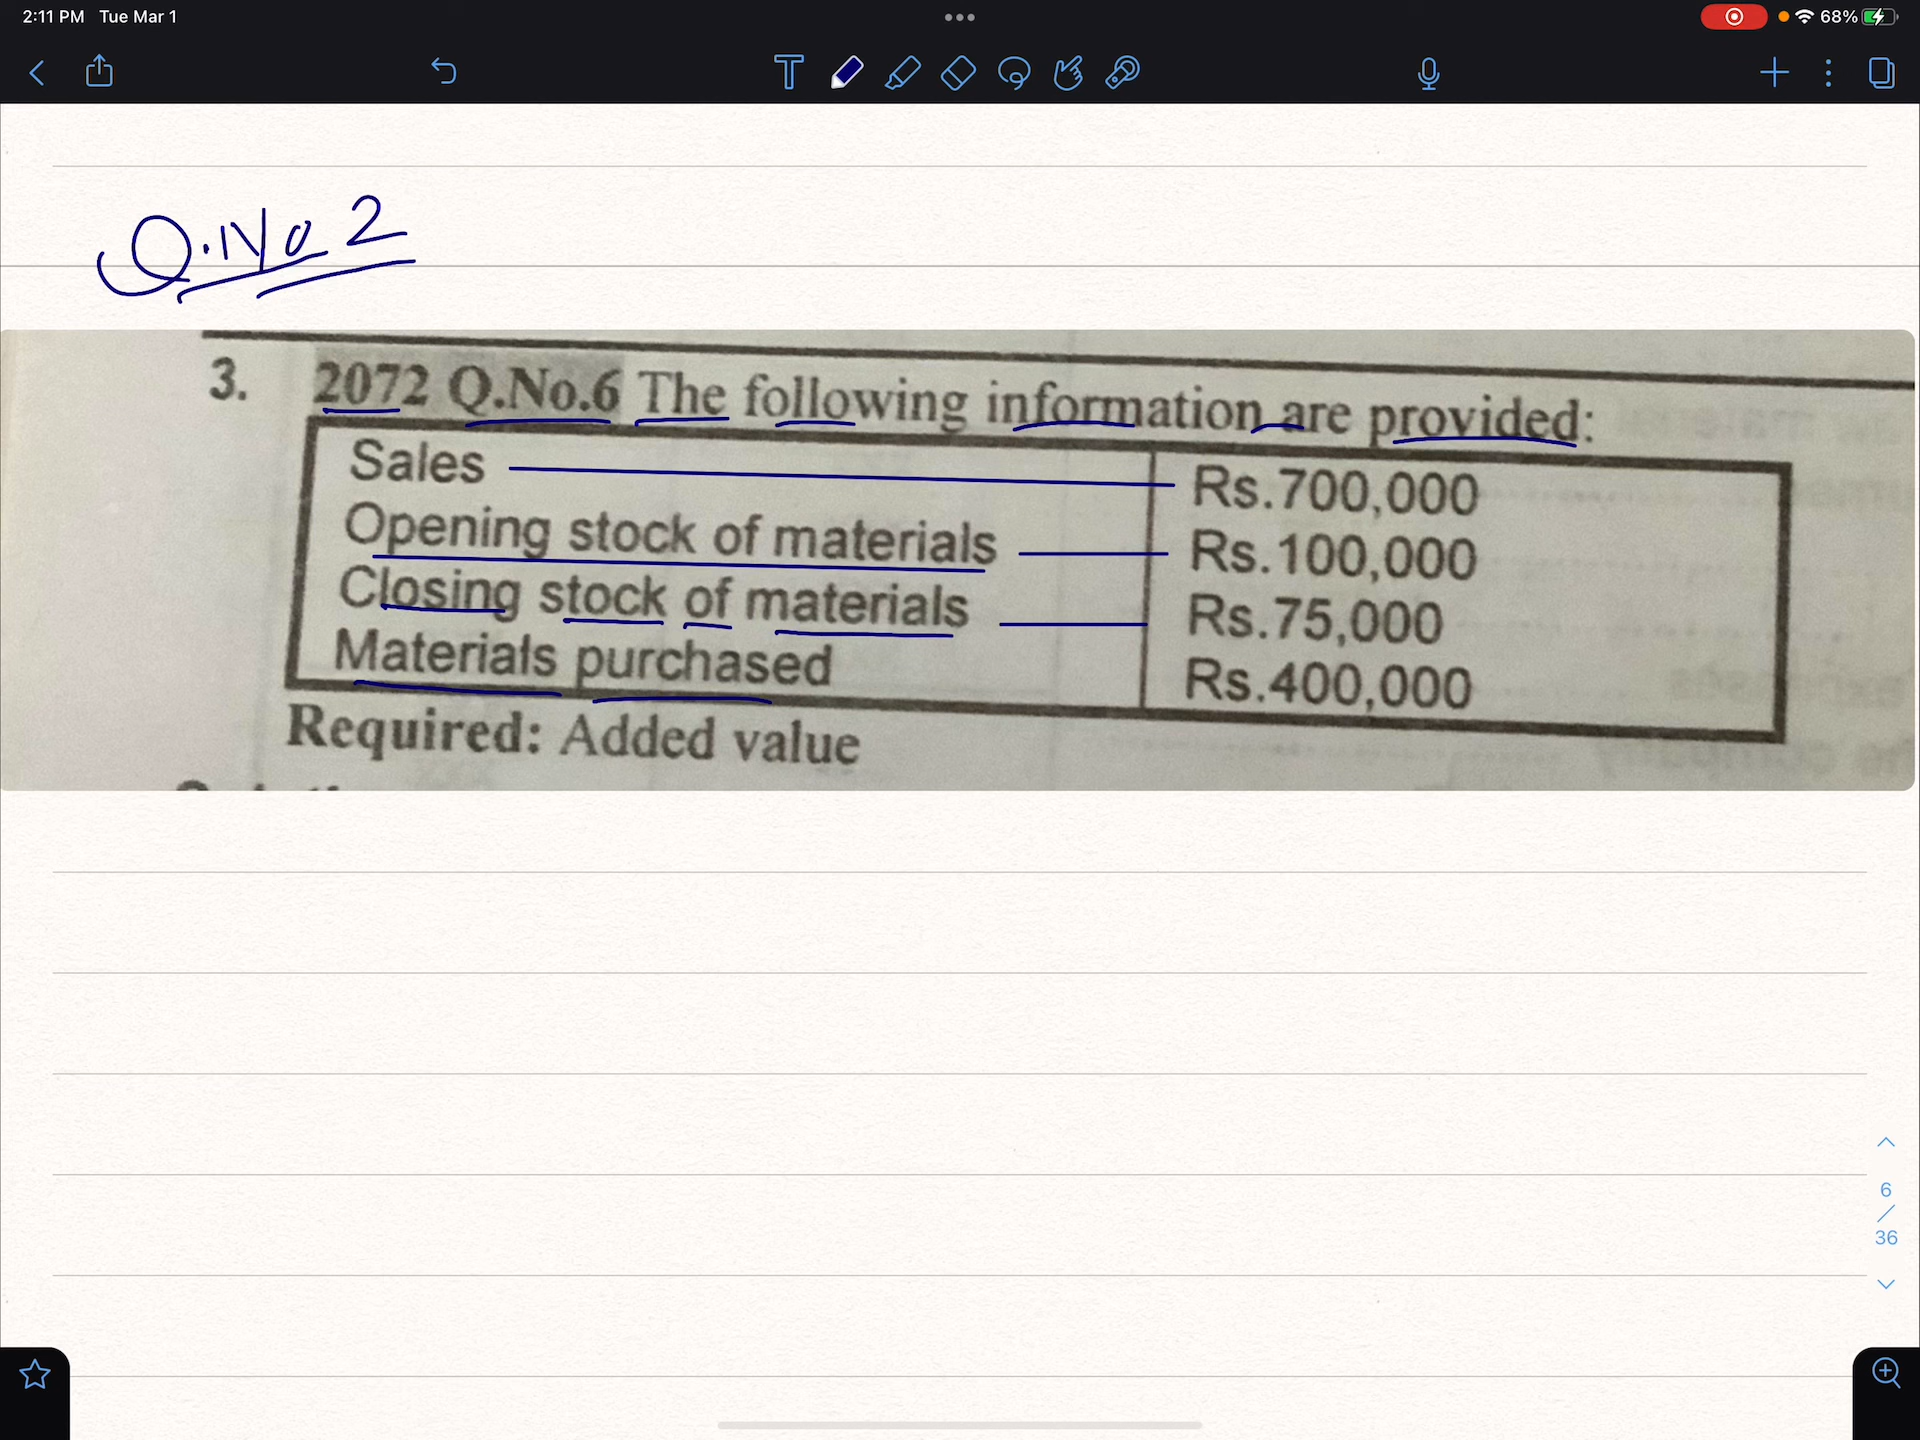 2:11 PM Tue Mar 1
68%
Q.No 2
3. 2072 Q.No.6 The following information are provided:
Sales Rs.700,000
Opening stock of materials Rs.100,000
Closing stock of materials Rs.75,000
Materials purchased Rs.400,000
Required: Added value
6
/
36